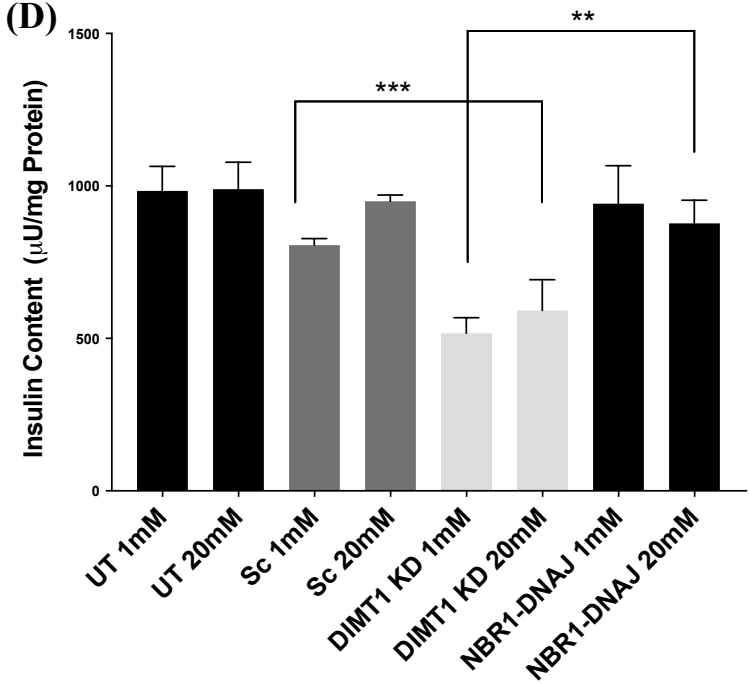 (D)
1500
**
***
1000
500
0
Insulin Content (μU/mg Protein)
UT 1mM
UT 20mM
Sc 1mM
Sc 20mM
DIMT1 KD 1mM
DIMT1 KD 20mM
NBR1-DNAJ 1mM
NBR1-DNAJ 20mM